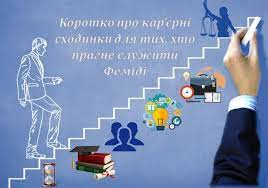 Коротко про кар'єрні
сходинки для тих, хто
прагне служити
Феміді